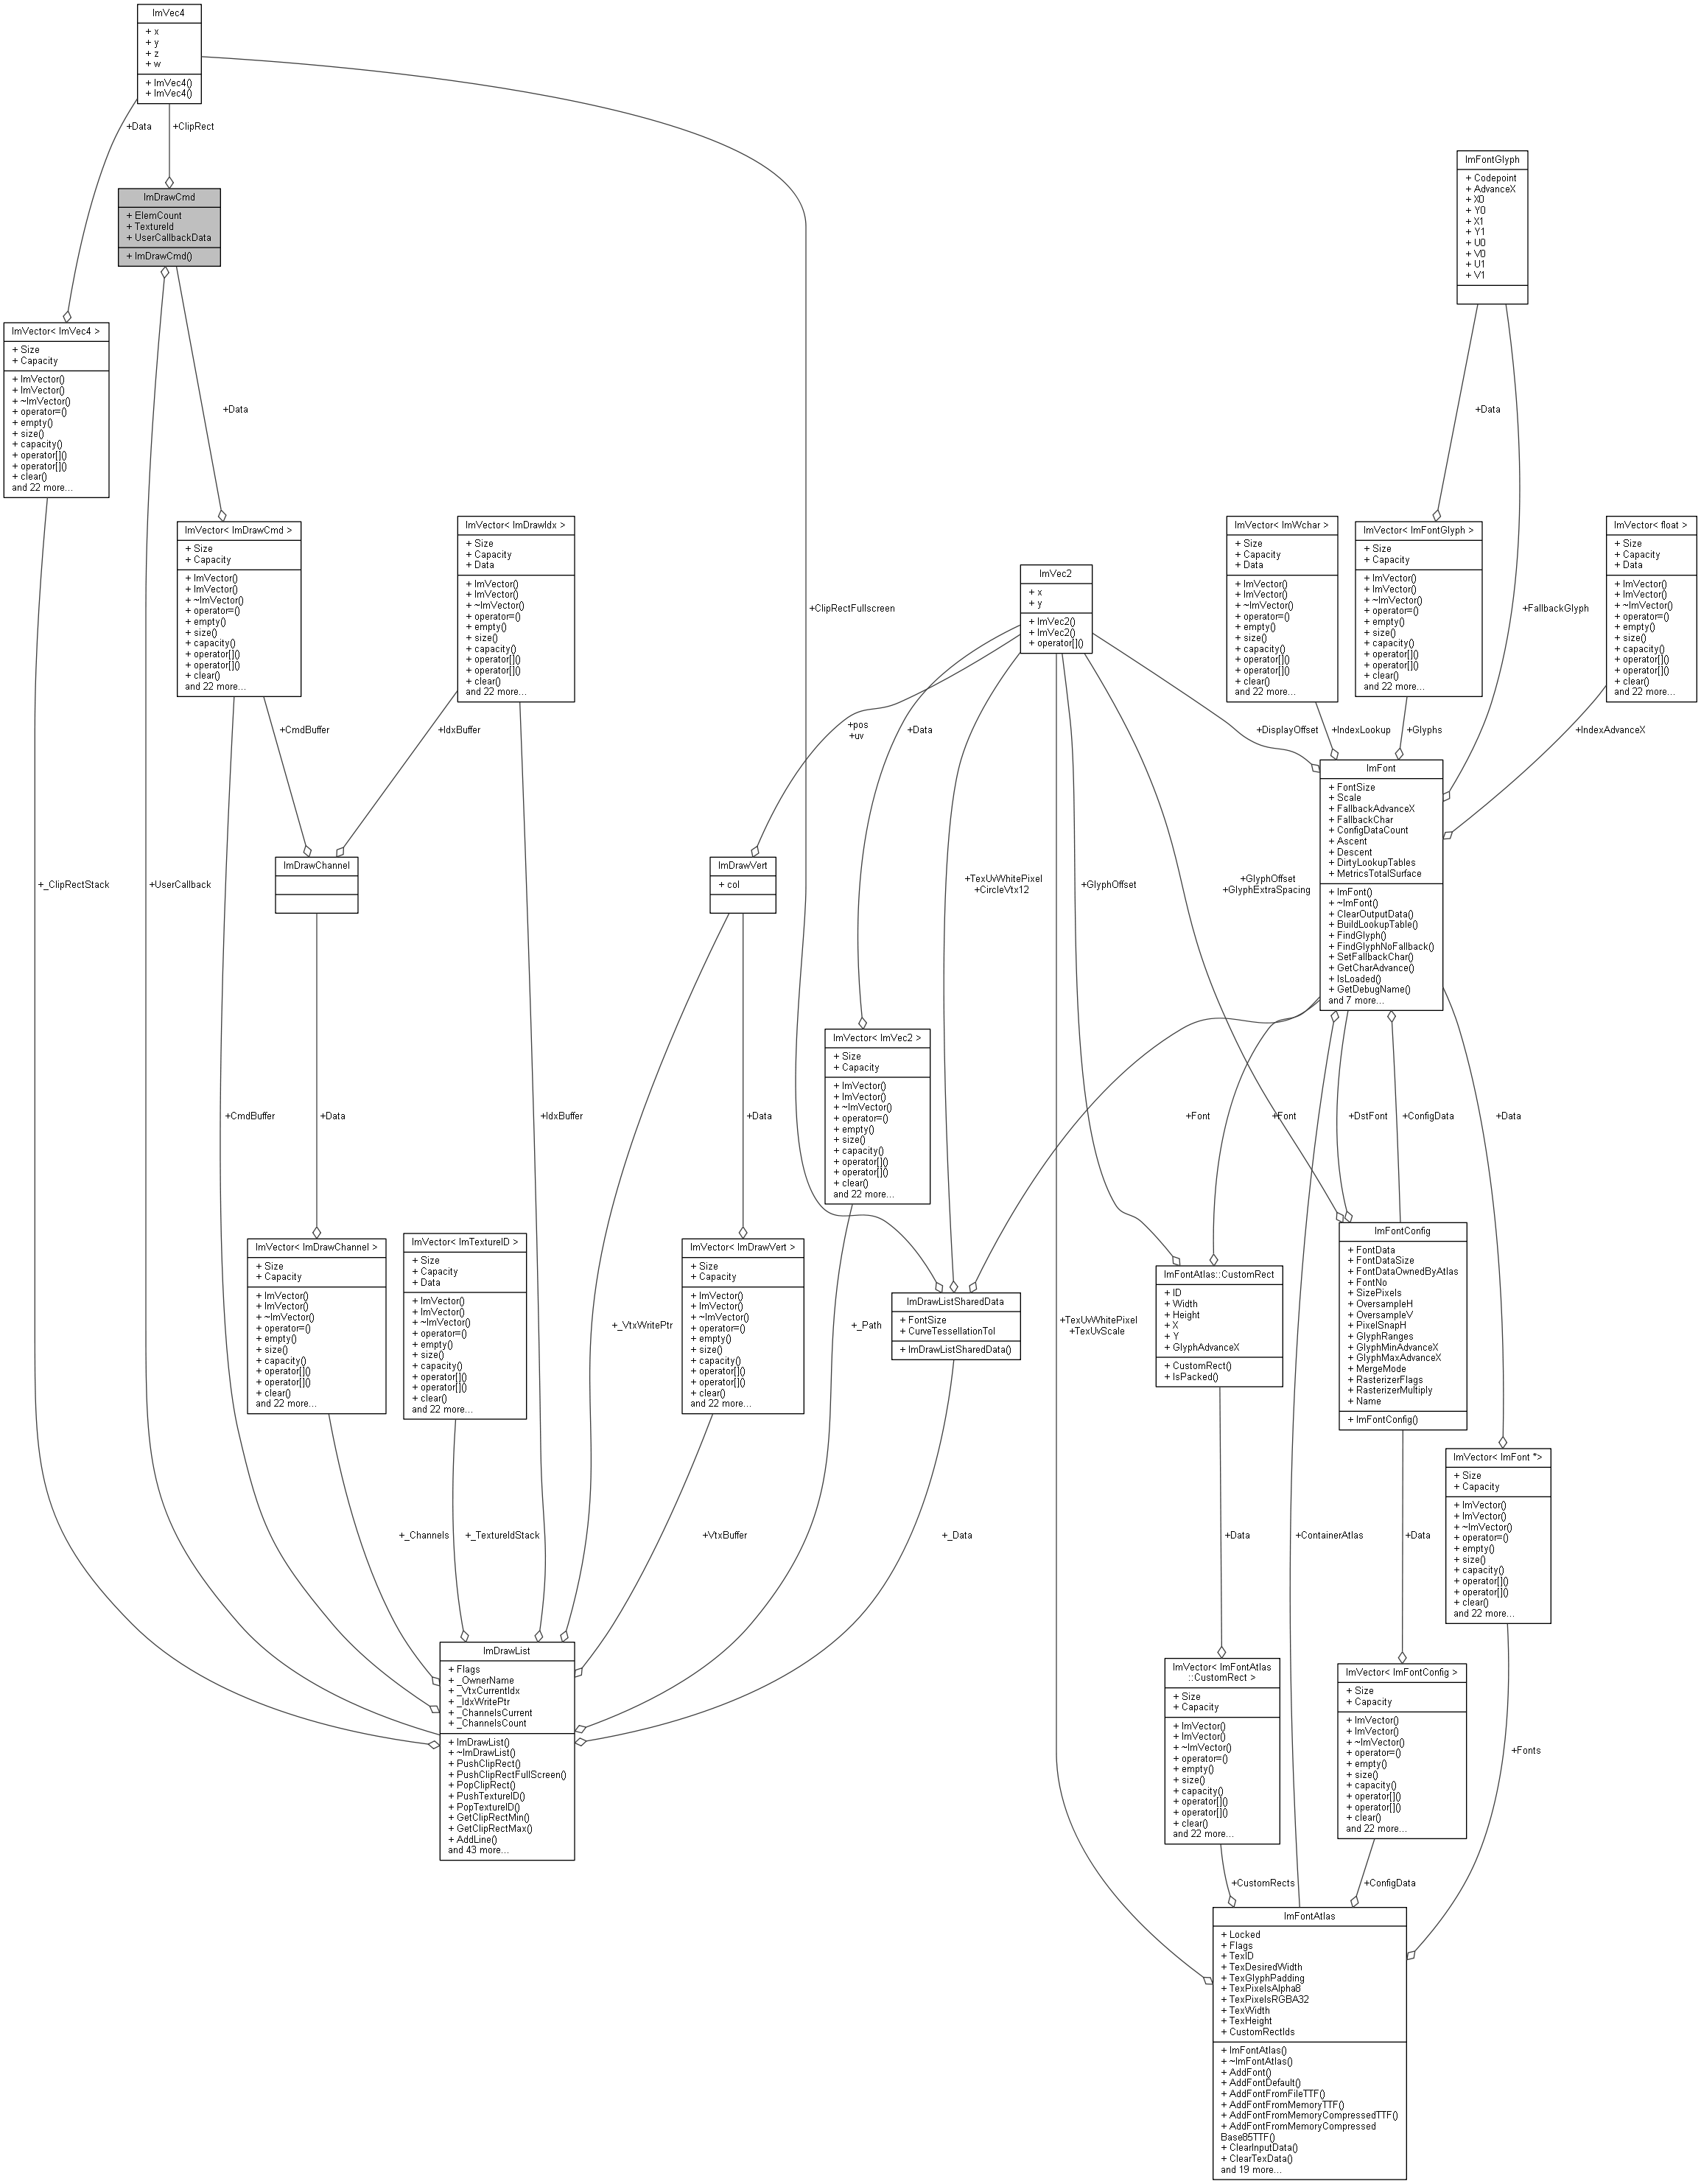 ImVec4
+ x
+ y
+ z
+ w
+ ImVec4()
+ ImVec4()
+Data
+ClipRect
ImDrawCmd
+ ElemCount
+ TextureId
+ UserCallbackData
+ ImDrawCmd()
ImFontGlyph
+ Codepoint
+ AdvanceX
+ X0
+ Y0
+ X1
+ Y1
+ U0
+ V0
+ U1
+ V1
ImVector< ImVec4 >
+ Size
+ Capacity
+ ImVector()
+ ImVector()
+ ~ImVector()
+ operator=()
+ empty()
+ size()
+ capacity()
+ operator[]()
+ operator[]()
+ clear()
and 22 more...
+Data
+Data
ImVector< ImDrawCmd >
+ Size
+ Capacity
+ ImVector()
+ ImVector()
+ ~ImVector()
+ operator=()
+ empty()
+ size()
+ capacity()
+ operator[]()
+ operator[]()
+ clear()
and 22 more...
ImVector< ImDrawIdx >
+ Size
+ Capacity
+ Data
+ ImVector()
+ ImVector()
+ ~ImVector()
+ operator=()
+ empty()
+ size()
+ capacity()
+ operator[]()
+ operator[]()
+ clear()
and 22 more...
+ClipRectFullscreen
ImVec2
+ x
+ y
+ ImVec2()
+ ImVec2()
+ operator[]()
ImVector< ImWchar >
+ Size
+ Capacity
+ Data
+ ImVector()
+ ImVector()
+ ~ImVector()
+ operator=()
+ empty()
+ size()
+ capacity()
+ operator[]()
+ operator[]()
+ clear()
and 22 more...
ImVector< ImFontGlyph >
+ Size
+ Capacity
+ ImVector()
+ ImVector()
+ ~ImVector()
+ operator=()
+ empty()
+ size()
+ capacity()
+ operator[]()
+ operator[]()
+ clear()
and 22 more...
+FallbackGlyph
ImVector< float >
+ Size
+ Capacity
+ Data
+ ImVector()
+ ImVector()
+ ~ImVector()
+ operator=()
+ empty()
+ size()
+ capacity()
+ operator[]()
+ operator[]()
+ clear()
and 22 more...
+CmdBuffer
+IdxBuffer
+pos
+uv
+Data
+DisplayOffset
+IndexLookup
+Glyphs
+IndexAdvanceX
ImFont
+ FontSize
+ Scale
+ FallbackAdvanceX
+ FallbackChar
+ ConfigDataCount
+ Ascent
+ Descent
+ DirtyLookupTables
+ MetricsTotalSurface
+ ImFont()
+ ~ImFont()
+ ClearOutputData()
+ BuildLookupTable()
+ FindGlyph()
+ FindGlyphNoFallback()
+ SetFallbackChar()
+ GetCharAdvance()
+ IsLoaded()
+ GetDebugName()
and 7 more...
+_ClipRectStack
+UserCallback
ImDrawChannel
ImDrawVert
+ col
+TexUvWhitePixel
+CircleVtx12
+GlyphOffset
+GlyphOffset
+GlyphExtraSpacing
ImVector< ImVec2 >
+ Size
+ Capacity
+ ImVector()
+ ImVector()
+ ~ImVector()
+ operator=()
+ empty()
+ size()
+ capacity()
+ operator[]()
+ operator[]()
+ clear()
and 22 more...
+CmdBuffer
+Data
+IdxBuffer
+Data
+Font
+Font
+DstFont
+ConfigData
+Data
ImVector< ImDrawChannel >
+ Size
+ Capacity
+ ImVector()
+ ImVector()
+ ~ImVector()
+ operator=()
+ empty()
+ size()
+ capacity()
+ operator[]()
+ operator[]()
+ clear()
and 22 more...
ImVector< ImTextureID >
+ Size
+ Capacity
+ Data
+ ImVector()
+ ImVector()
+ ~ImVector()
+ operator=()
+ empty()
+ size()
+ capacity()
+ operator[]()
+ operator[]()
+ clear()
and 22 more...
+_VtxWritePtr
ImVector< ImDrawVert >
+ Size
+ Capacity
+ ImVector()
+ ImVector()
+ ~ImVector()
+ operator=()
+ empty()
+ size()
+ capacity()
+ operator[]()
+ operator[]()
+ clear()
and 22 more...
+_Path
ImDrawListSharedData
+ FontSize
+ CurveTessellationTol
+ ImDrawListSharedData()
+TexUvWhitePixel
+TexUvScale
ImFontAtlas::CustomRect
+ ID
+ Width
+ Height
+ X
+ Y
+ GlyphAdvanceX
+ CustomRect()
+ IsPacked()
ImFontConfig
+ FontData
+ FontDataSize
+ FontDataOwnedByAtlas
+ FontNo
+ SizePixels
+ OversampleH
+ OversampleV
+ PixelSnapH
+ GlyphRanges
+ GlyphMinAdvanceX
+ GlyphMaxAdvanceX
+ MergeMode
+ RasterizerFlags
+ RasterizerMultiply
+ Name
+ ImFontConfig()
ImVector< ImFont *>
+ Size
+ Capacity
+ ImVector()
+ ImVector()
+ ~ImVector()
+ operator=()
+ empty()
+ size()
+ capacity()
+ operator[]()
+ operator[]()
+ clear()
and 22 more...
+_Channels
+_TextureIdStack
+VtxBuffer
+_Data
+Data
+ContainerAtlas
+Data
ImDrawList
+ Flags
+ _OwnerName
+ _VtxCurrentIdx
+ _IdxWritePtr
+ _ChannelsCurrent
+ _ChannelsCount
+ ImDrawList()
+ ~ImDrawList()
+ PushClipRect()
+ PushClipRectFullScreen()
+ PopClipRect()
+ PushTextureID()
+ PopTextureID()
+ GetClipRectMin()
+ GetClipRectMax()
+ AddLine()
and 43 more...
ImVector< ImFontAtlas
::CustomRect >
+ Size
+ Capacity
+ ImVector()
+ ImVector()
+ ~ImVector()
+ operator=()
+ empty()
+ size()
+ capacity()
+ operator[]()
+ operator[]()
+ clear()
and 22 more...
ImVector< ImFontConfig >
+ Size
+ Capacity
+ ImVector()
+ ImVector()
+ ~ImVector()
+ operator=()
+ empty()
+ size()
+ capacity()
+ operator[]()
+ operator[]()
+ clear()
and 22 more...
+Fonts
+CustomRects
+ConfigData
ImFontAtlas
+ Locked
+ Flags
+ TexID
+ TexDesiredWidth
+ TexGlyphPadding
+ TexPixelsAlpha8
+ TexPixelsRGBA32
+ TexWidth
+ TexHeight
+ CustomRectIds
+ ImFontAtlas()
+ ~ImFontAtlas()
+ AddFont()
+ AddFontDefault()
+ AddFontFromFileTTF()
+ AddFontFromMemoryTTF()
+ AddFontFromMemoryCompressedTTF()
+ AddFontFromMemoryCompressed
Base85TTF()
+ ClearInputData()
+ ClearTexData()
and 19 more...